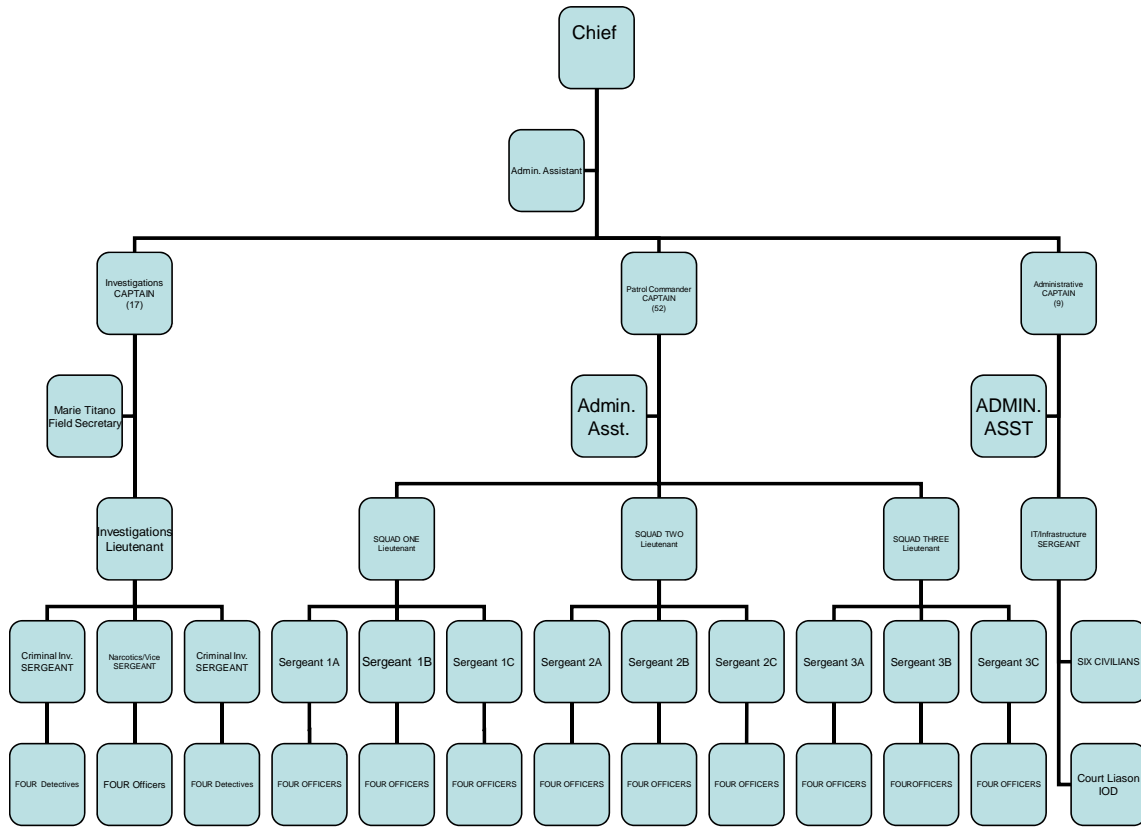 Chief
Admin. Assistant
Investigations
CAPTAIN
(17)
Patrol Commander
CAPTAIN
(52)
Administrative
CAPTAIN
(9)
Marie Titano
Field Secretary
Admin.
Asst.
ADMIN.
ASST
Investigations
Lieutenant
SQUAD ONE
Lieutenant
SQUAD TWO
Lieutenant
SQUAD THREE
Lieutenant
IT/Infrastructure
SERGEANT
Criminal Inv.
SERGEANT
Narcotics/Vice
SERGEANT
Criminal Inv.
SERGEANT
Sergeant 1A
Sergeant 1B
Sergeant 1C
Sergeant 2A
Sergeant 2B
Sergeant 2C
Sergeant 3A
Sergeant 3B
Sergeant 3C
SIX CIVILIANS
FOUR Detectives
FOUR Officers
FOUR Detectives
FOUR OFFICERS
FOUR OFFICERS
FOUR OFFICERS
FOUR OFFICERS
FOUR OFFICERS
FOUR OFFICERS
FOUR OFFICERS
FOUROFFICERS
FOUR OFFICERS
Court Liason
IOD